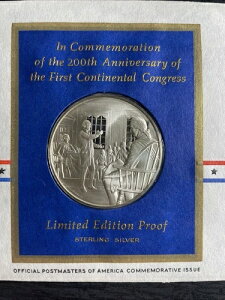 In Commemoration
of the 200th Anniversary of
the First Continental Congress
Limited Edition Proof
STERLING SILVER
OFFICIAL POSTMASTERS OF AMERICA COMMEMORATIVE ISSUE